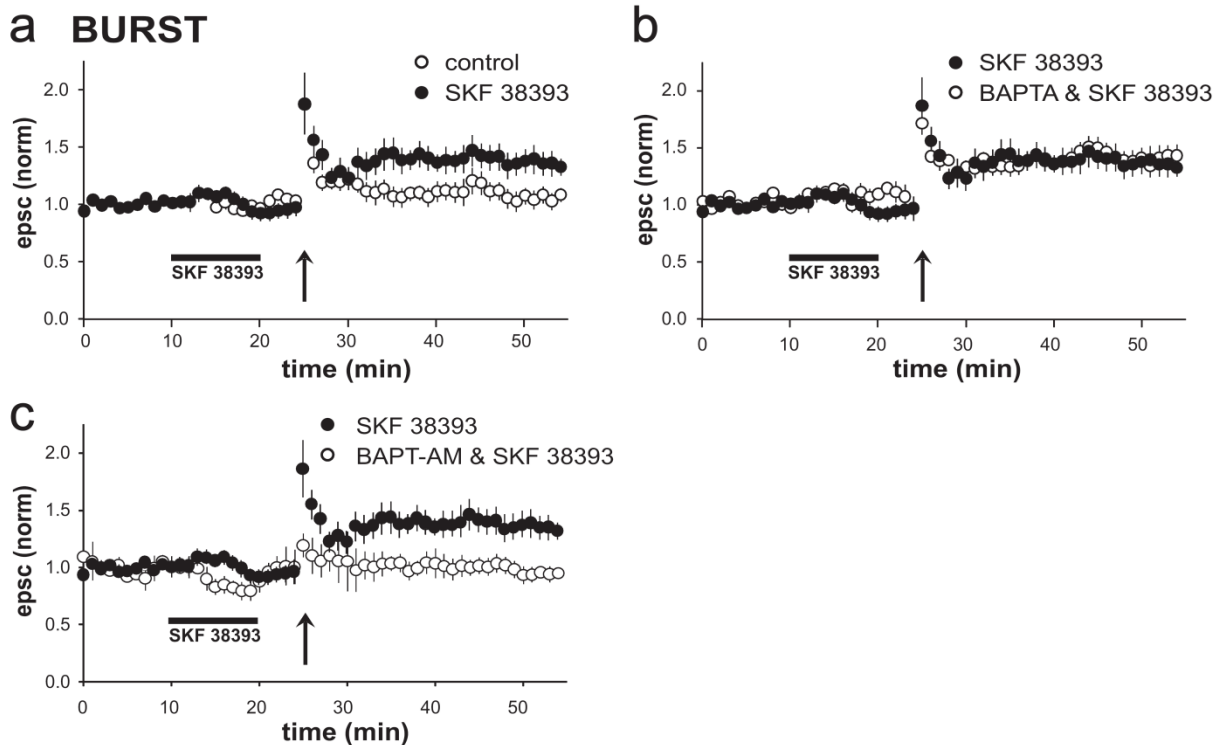 a BURST
control
SKF 38393
epsc (norm)
2.0
1.5
1.0
0.5
0.0
SKF 38393
0 10 20 30 40 50
time (min)
b
SKF 38393
BAPTA & SKF 38393
epsc (norm)
2.0
1.5
1.0
0.5
0.0
SKF 38393
0 10 20 30 40 50
time (min)
c
SKF 38393
BAPT-AM & SKF 38393
epsc (norm)
2.0
1.5
1.0
0.5
0.0
SKF 38393
0 10 20 30 40 50
time (min)